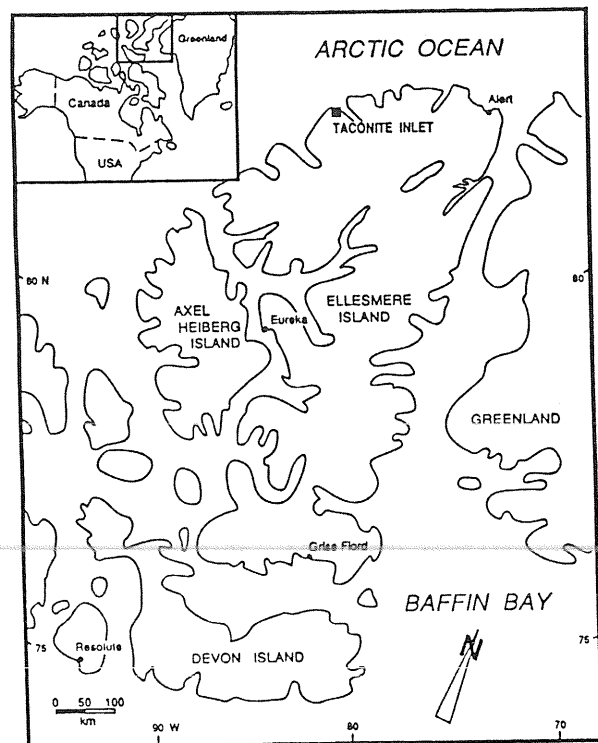 Greenland
Canada
USA
ARCTIC OCEAN
Alert
TACONITE INLET
80 N
80
AXEL
HEIBERG
ISLAND
Eureka
ELLESMERE
ISLAND
GREENLAND
Grise Fiord
BAFFIN BAY
N
75
75
Resolute
DEVON ISLAND
0 50 100
km
90 W
80
70